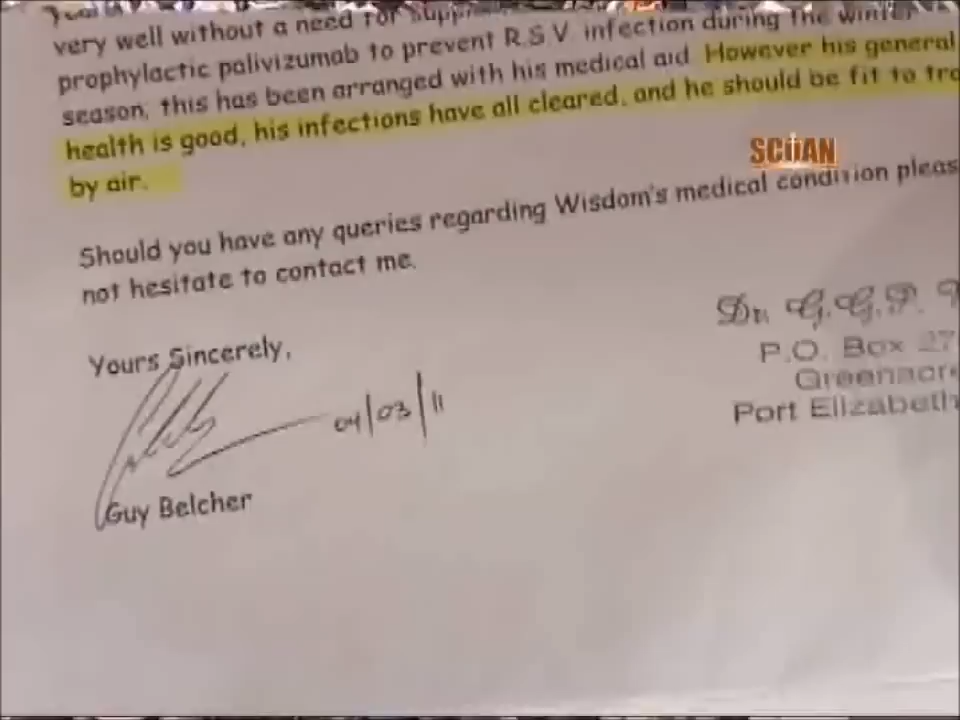 very well without a need for
prophylactic palivizumab to prevent R.S.V infection during the winter
season, this has been arranged with his medical aid. However his general
health is good, his infections have all cleared, and he should be fit to
by air.
SCOAN
Should you have any queries regarding Wisdom's medical condition
not hesitate to contact me.
Yours Sincerely,
04/03/11
Guy Belcher
Dr. G.G.P.
P.O. Box 27
Port Elizabeth